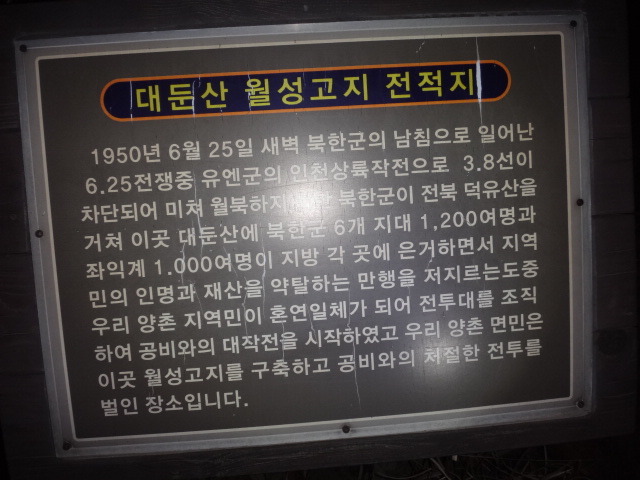 대둔산 월성고지 전적지
1950년 6월 25일 새벽 북한군의 남침으로 일어난
6.25전쟁중 유엔군의 인천상륙작전으로 3.8선이
차단되어 미쳐 월북하지 북한군이 전북 덕유산을
거쳐 이곳 대둔산에 북한군 6개 지대 1,200여명과
좌익계 1.000여명이 지방 각 곳에 은거하면서 지역
민의 인명과 재산을 약탈하는 만행을 저지르는도중
우리 양촌 지역민이 혼연일체가 되어 전투대를 조직
하여 공비와의 대작전을 시작하였고 우리 양촌 면민은
이곳 월성고지를 구축하고 공비와의 처절한 전투를
벌인 장소입니다.